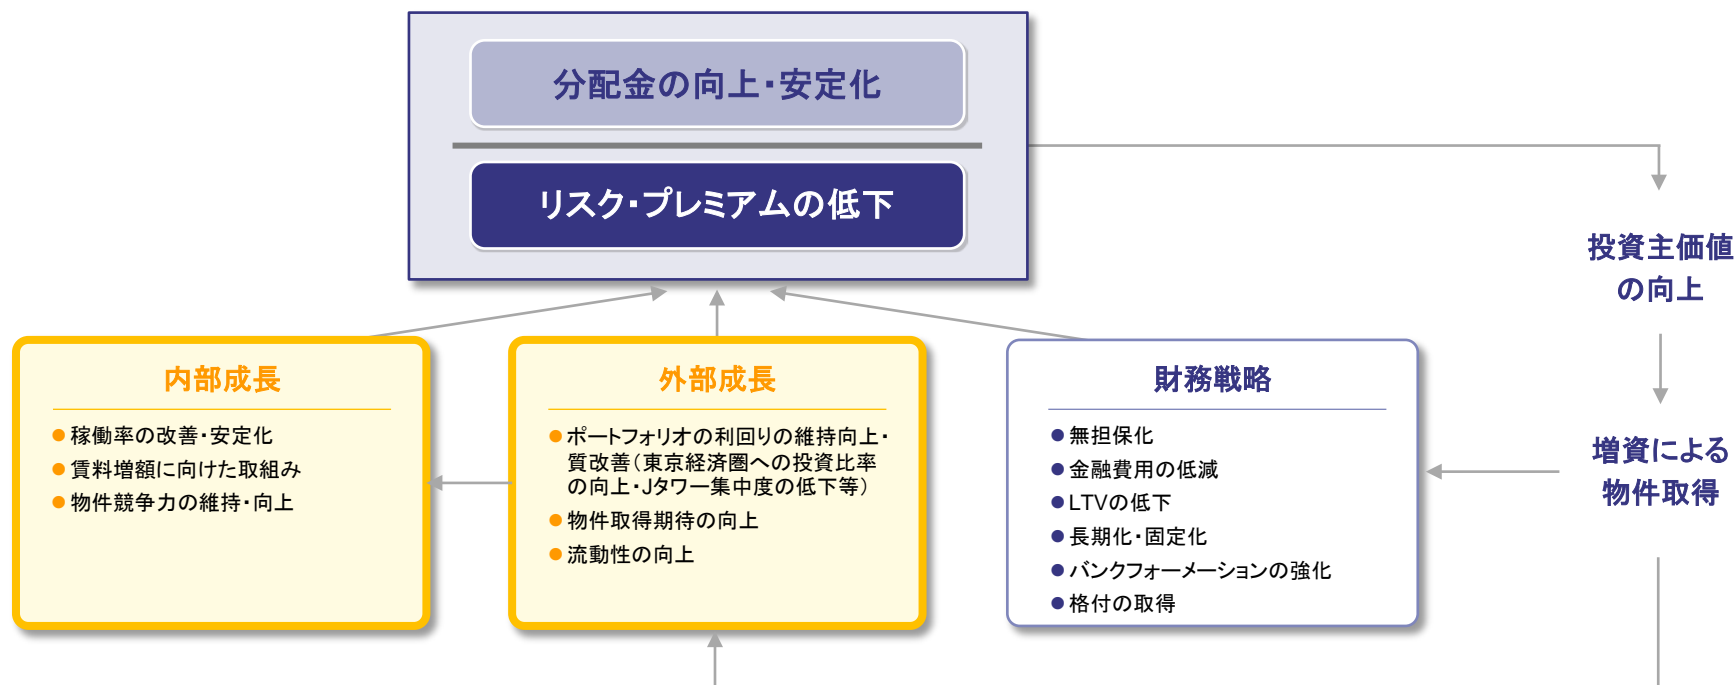 分配金の向上・安定化
リスク・プレミアムの低下
投資主価値
の向上
増資による
物件取得
内部成長
●稼働率の改善・安定化
●賃料増額に向けた取組み
●物件競争力の維持・向上
外部成長
●ポートフォリオの利回りの維持向上・
質改善（東京経済圏への投資比率
の向上・Jタワー集中度の低下等）
●物件取得期待の向上
●流動性の向上
財務戦略
●無担保化
●金融費用の低減
●LTVの低下
●長期化・固定化
●バンクフォーメーションの強化
●格付の取得